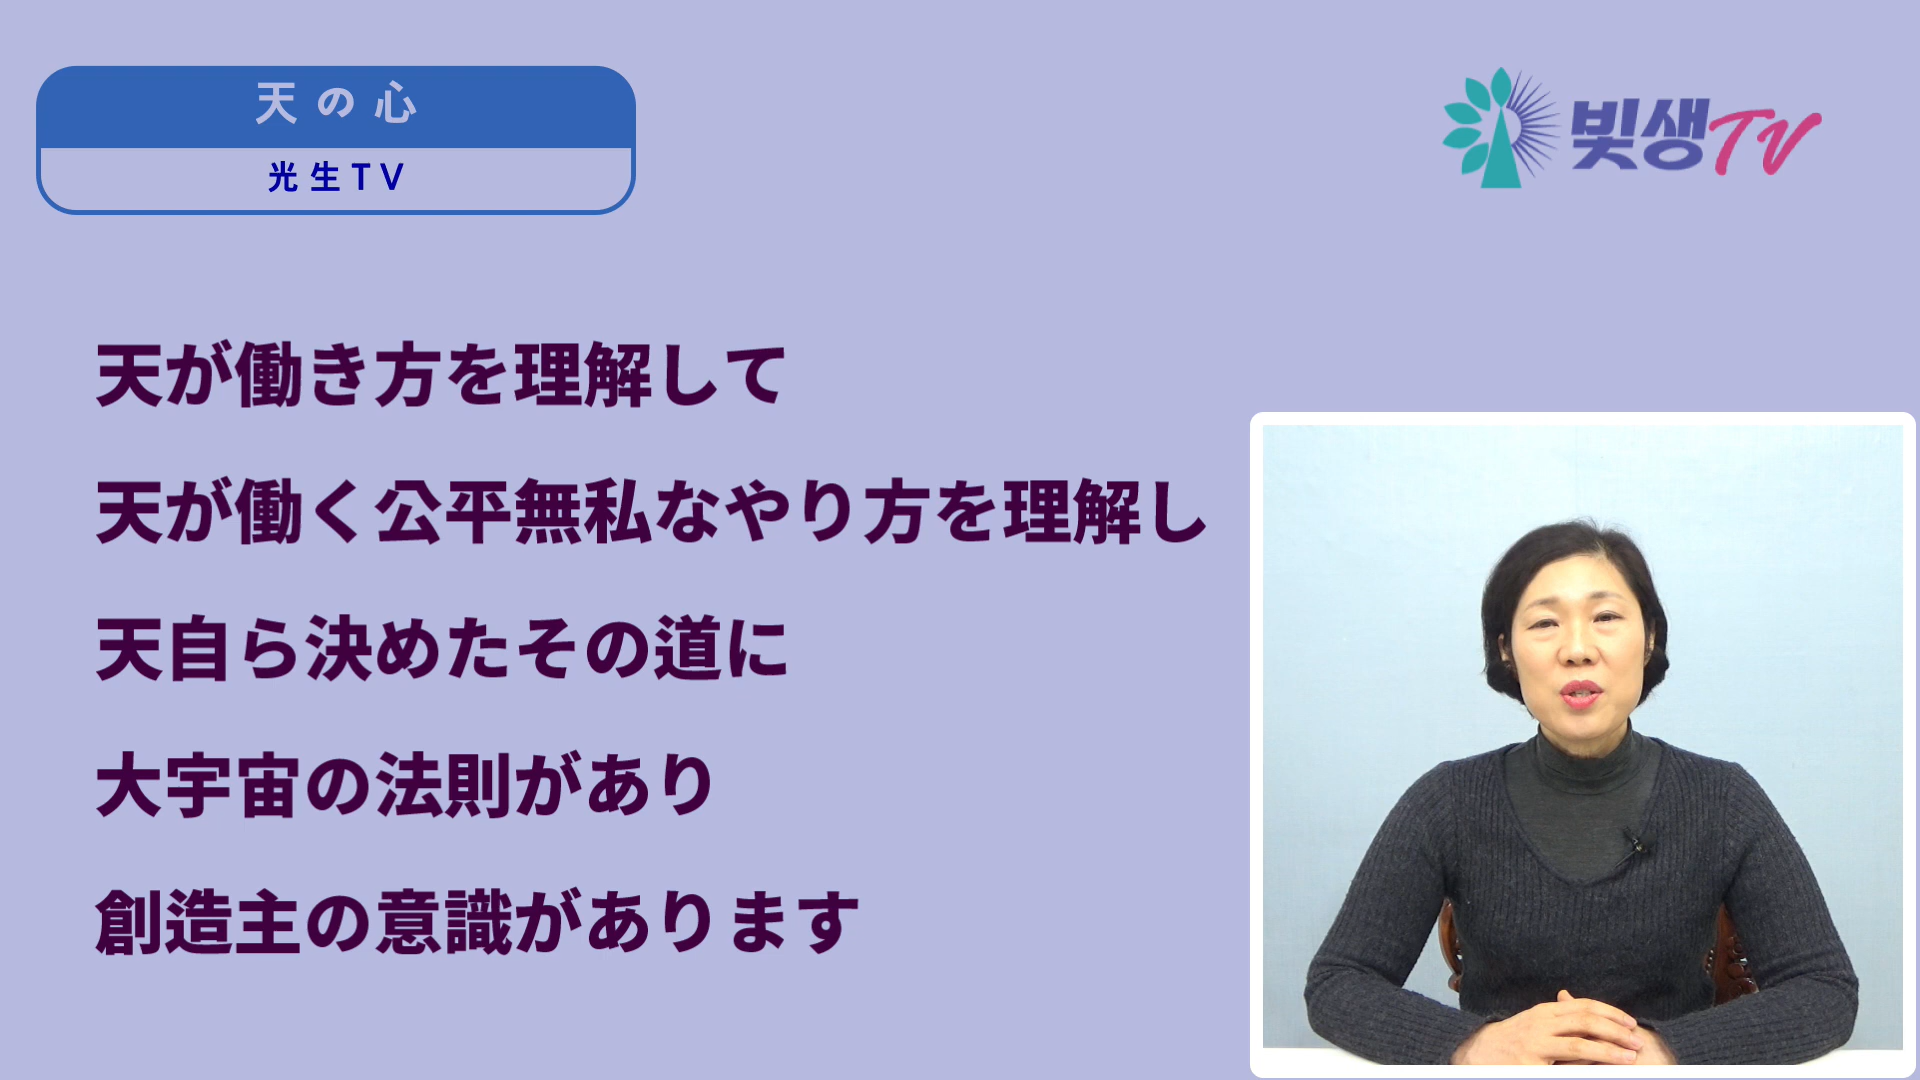 天の心
光生TV
빛생TV
天が働き方を理解して
天が働く公平無私なやり方を理解し
天自ら決めたその道に
大宇宙の法則があり
創造主の意識があります